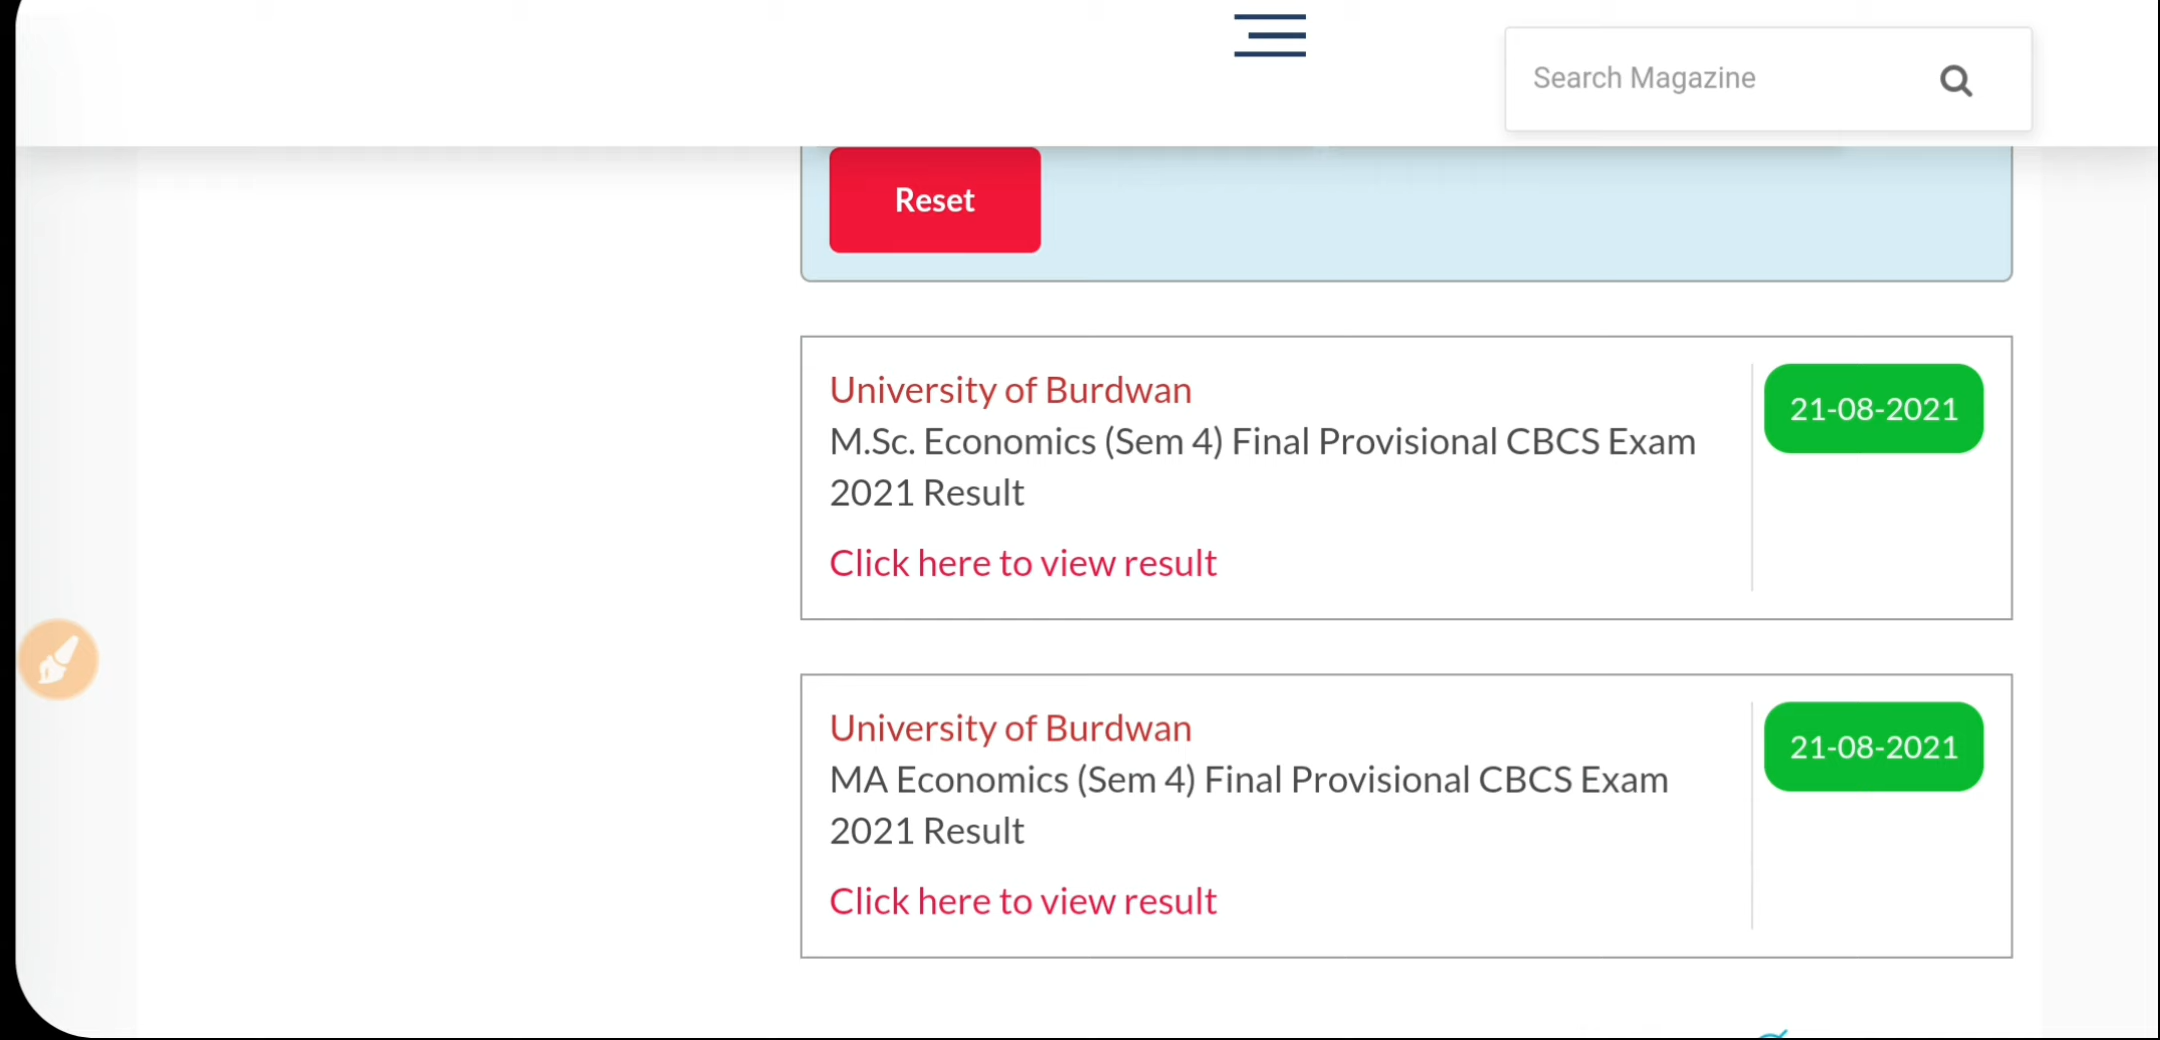 Search Magazine
Reset
University of Burdwan
21-08-2021
M.Sc. Economics (Sem 4) Final Provisional CBCS Exam
2021 Result
Click here to view result
University of Burdwan
21-08-2021
MA Economics (Sem 4) Final Provisional CBCS Exam
2021 Result
Click here to view result